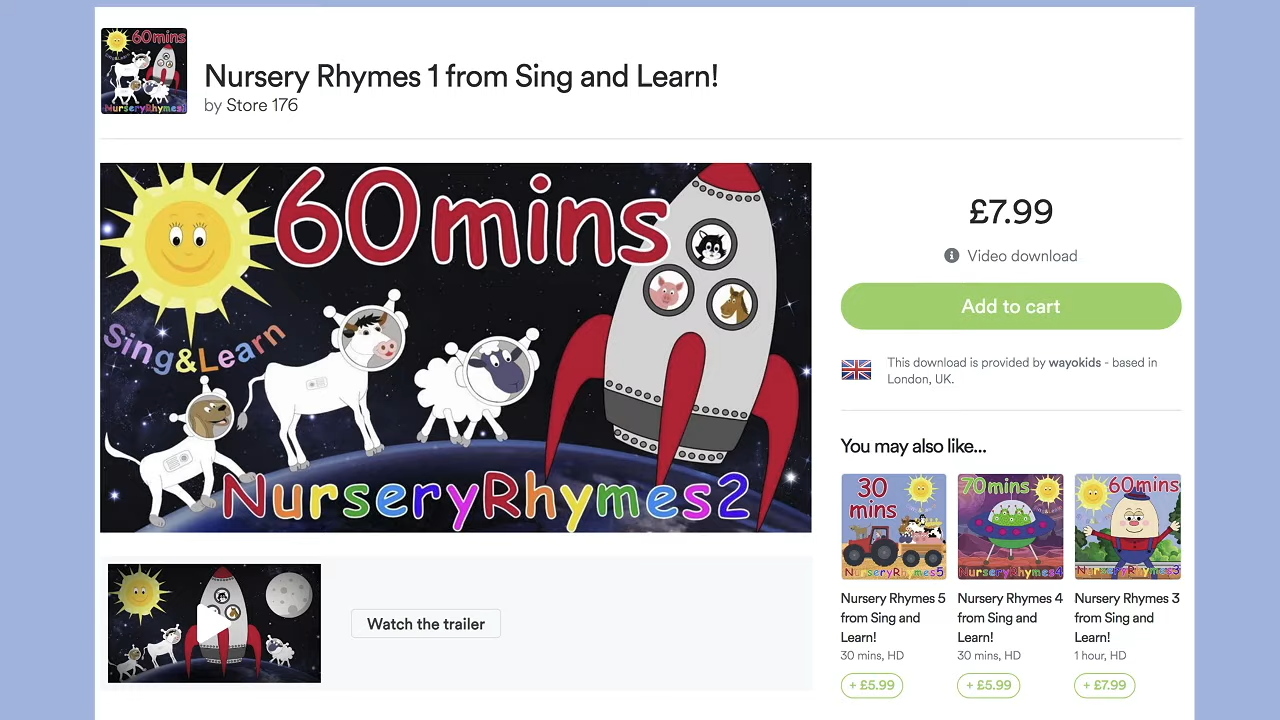 60mins
Nursery Rhymes 1 from Sing and Learn!
by Store 176
60mins
Sing&Learn
NurseryRhymes2
£7.99
Video download
Add to cart
This download is provided by wayokids - based in
London, UK.
You may also like...
30
mins
NurseryRhymes5
70mins
NurseryRhymes4
60mins
NurseryRhymes3
Nursery Rhymes 5
from Sing and
Learn!
30 mins, HD
+ £5.99
Nursery Rhymes 4
from Sing and
Learn!
30 mins, HD
+ £5.99
Nursery Rhymes 3
from Sing and
Learn!
1 hour, HD
+ £7.99
Watch the trailer